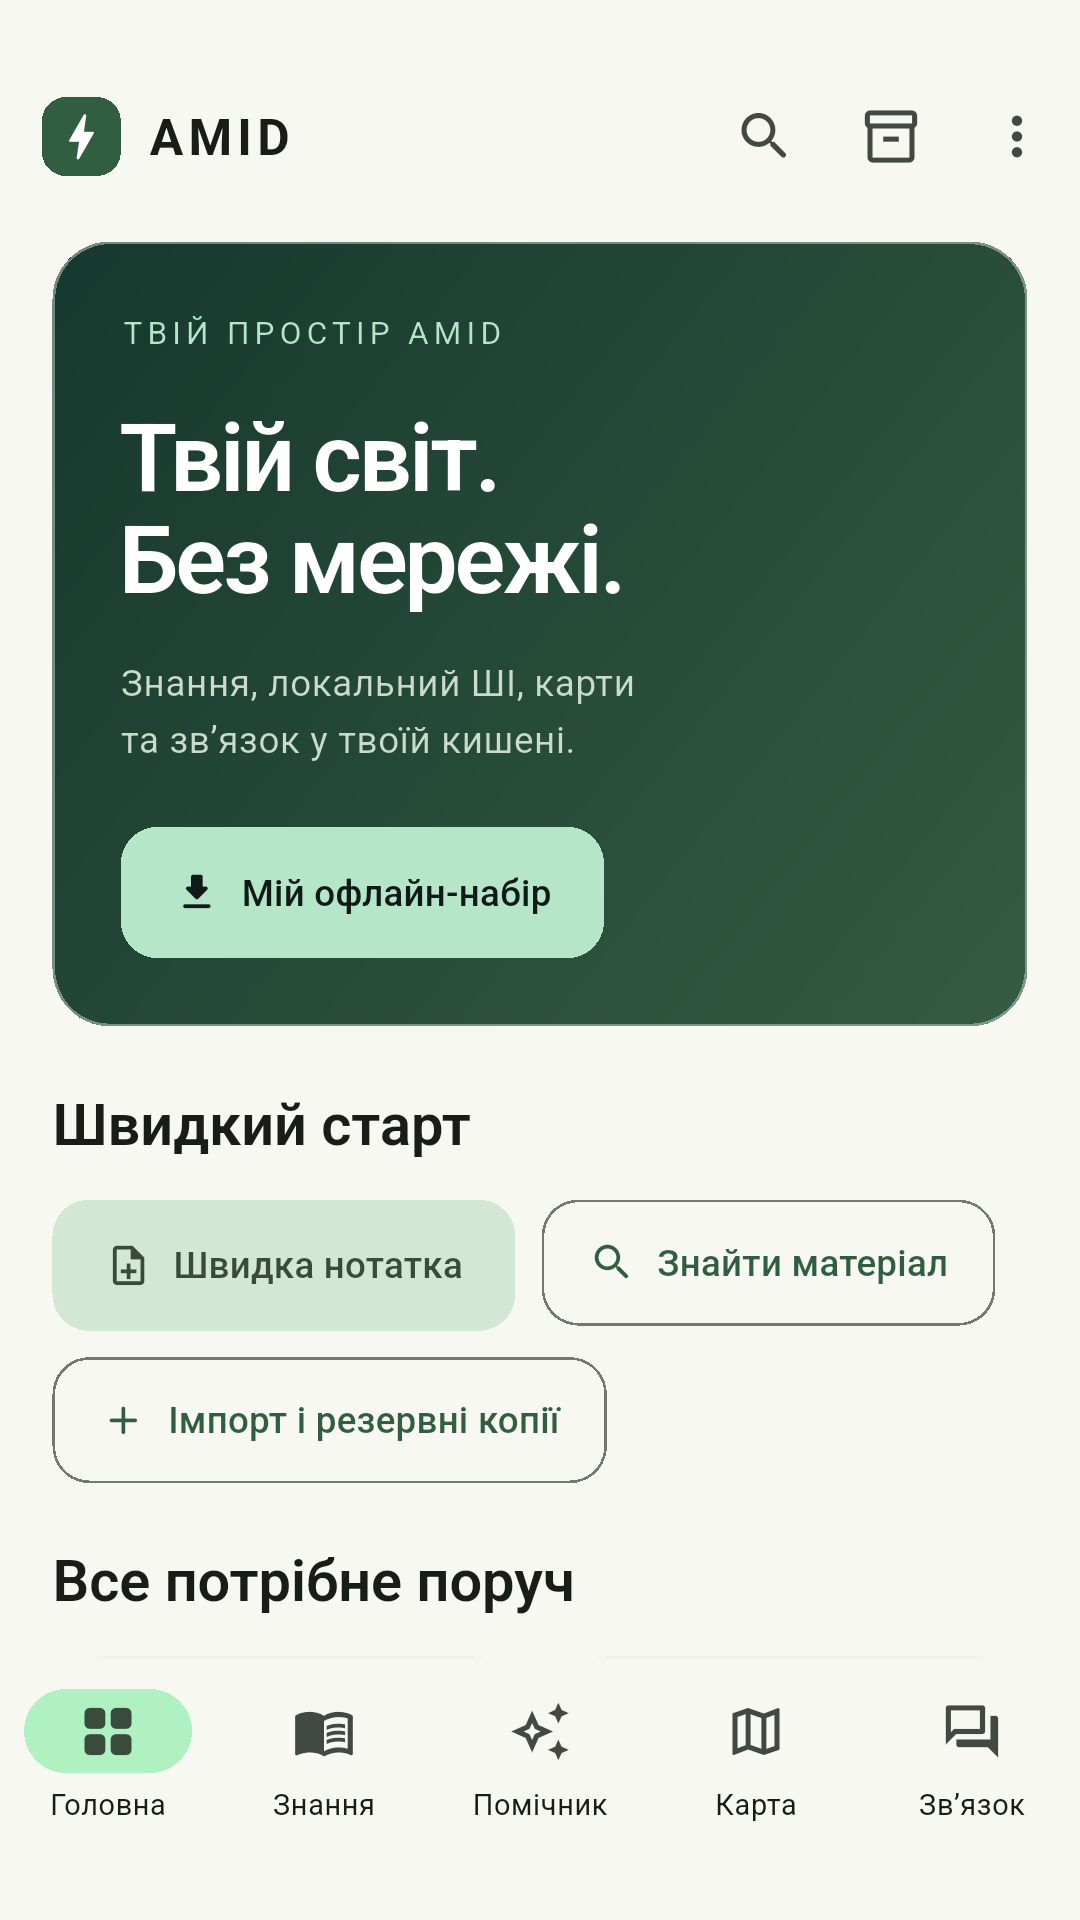 AMID
ТВІЙ ПРОСТІР AMID
Твій світ.
Без мережі.
Знання, локальний ШІ, карти
та зв’язок у твоїй кишені.
Мій офлайн-набір
Швидкий старт
Швидка нотатка
Знайти матеріал
Імпорт і резервні копії
Все потрібне поруч
Головна
Знання
Помічник
Карта
Зв’язок